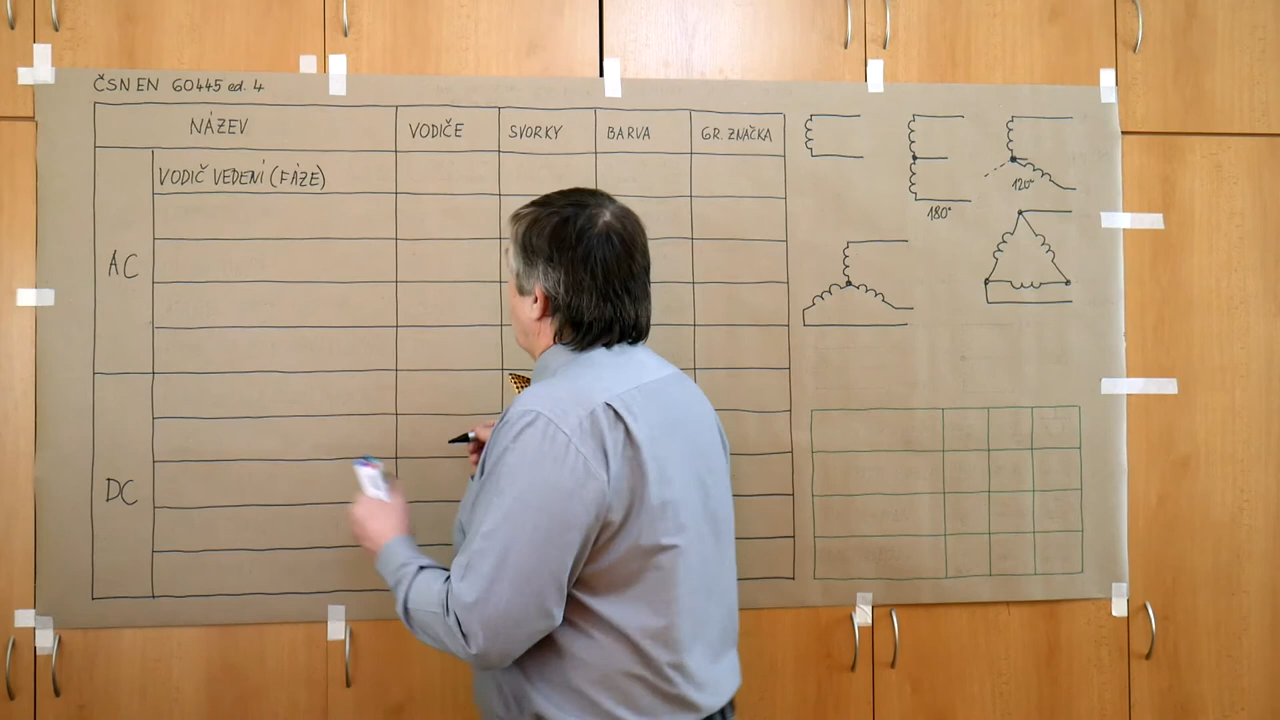 ČSN EN 60445 ed. 4
NÁZEV VODIČE SVORKY BARVA GR. ZNAČKA
VODIČ VEDENÍ (FÁZE)
AC
DC
180°
120°